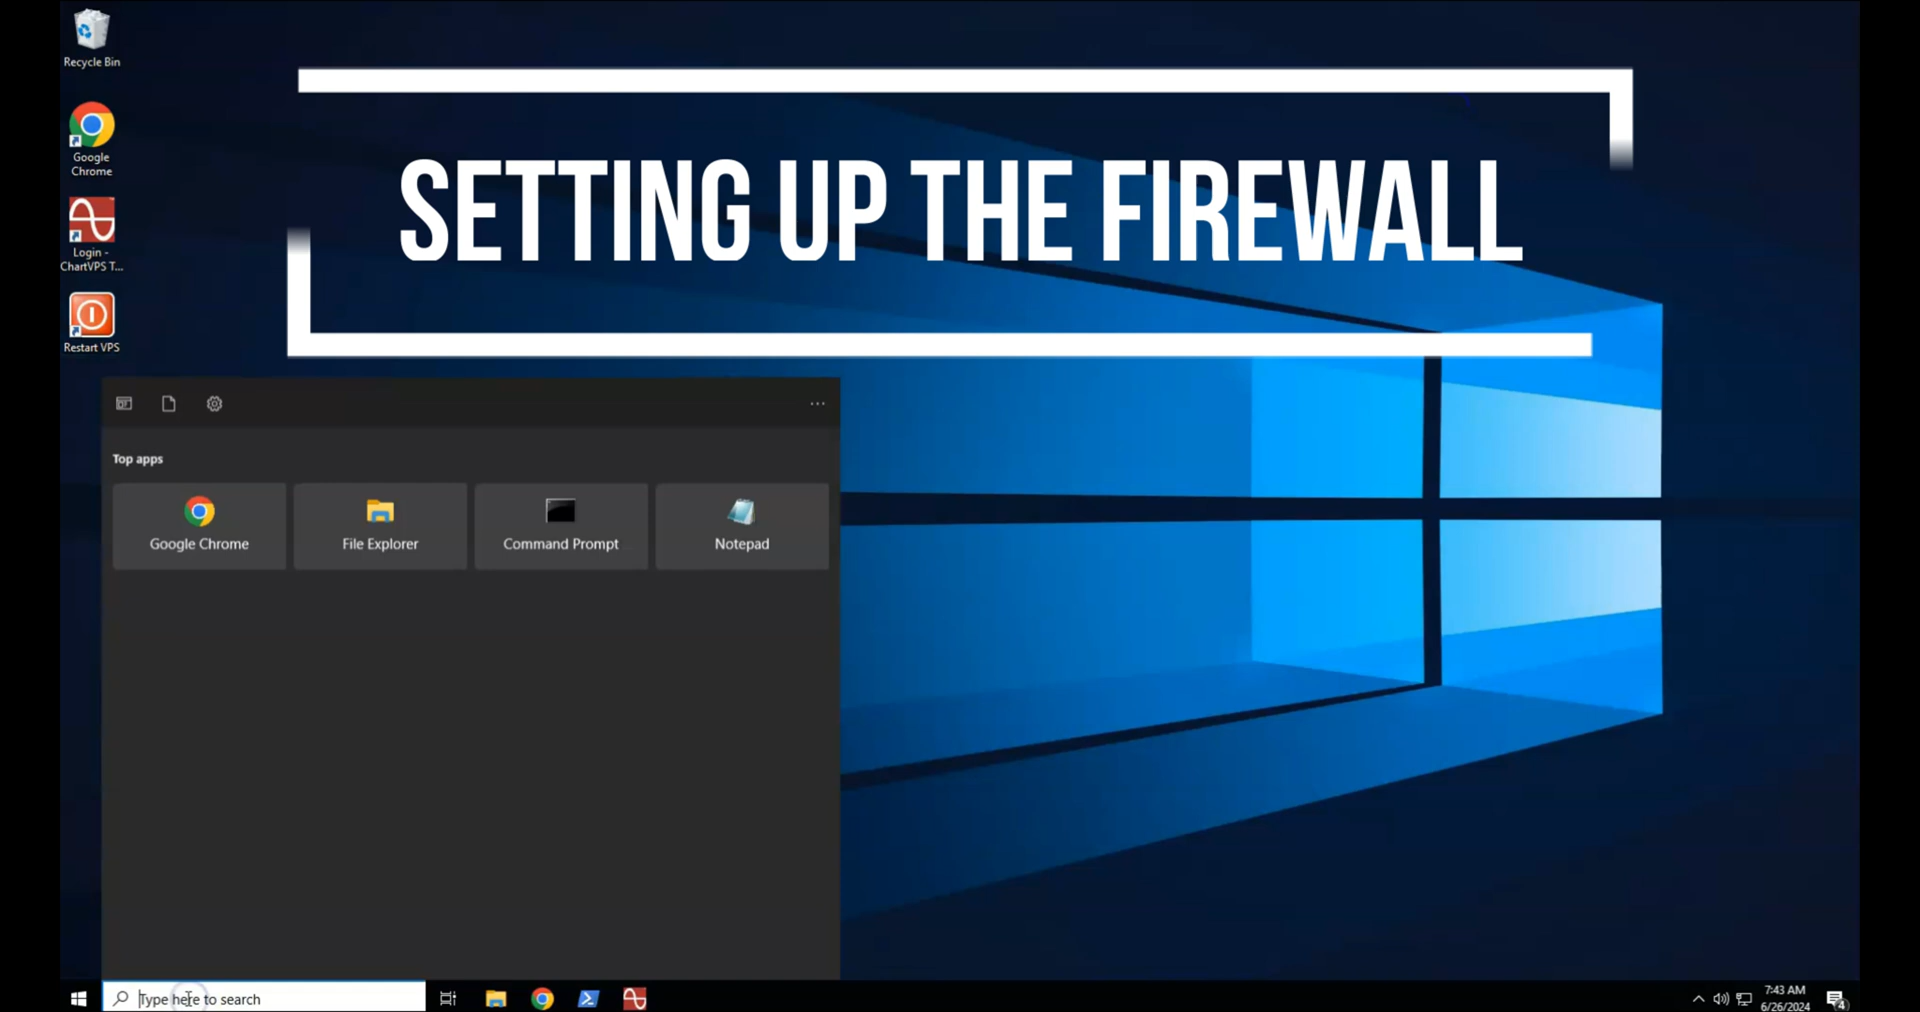 Recycle Bin
Google
Chrome
Login -
ChartVPS T...
Restart VPS
SETTING UP THE FIREWALL
Top apps
Google Chrome
File Explorer
Command Prompt
Notepad
Type here to search
7:43 AM
6/26/2024
4